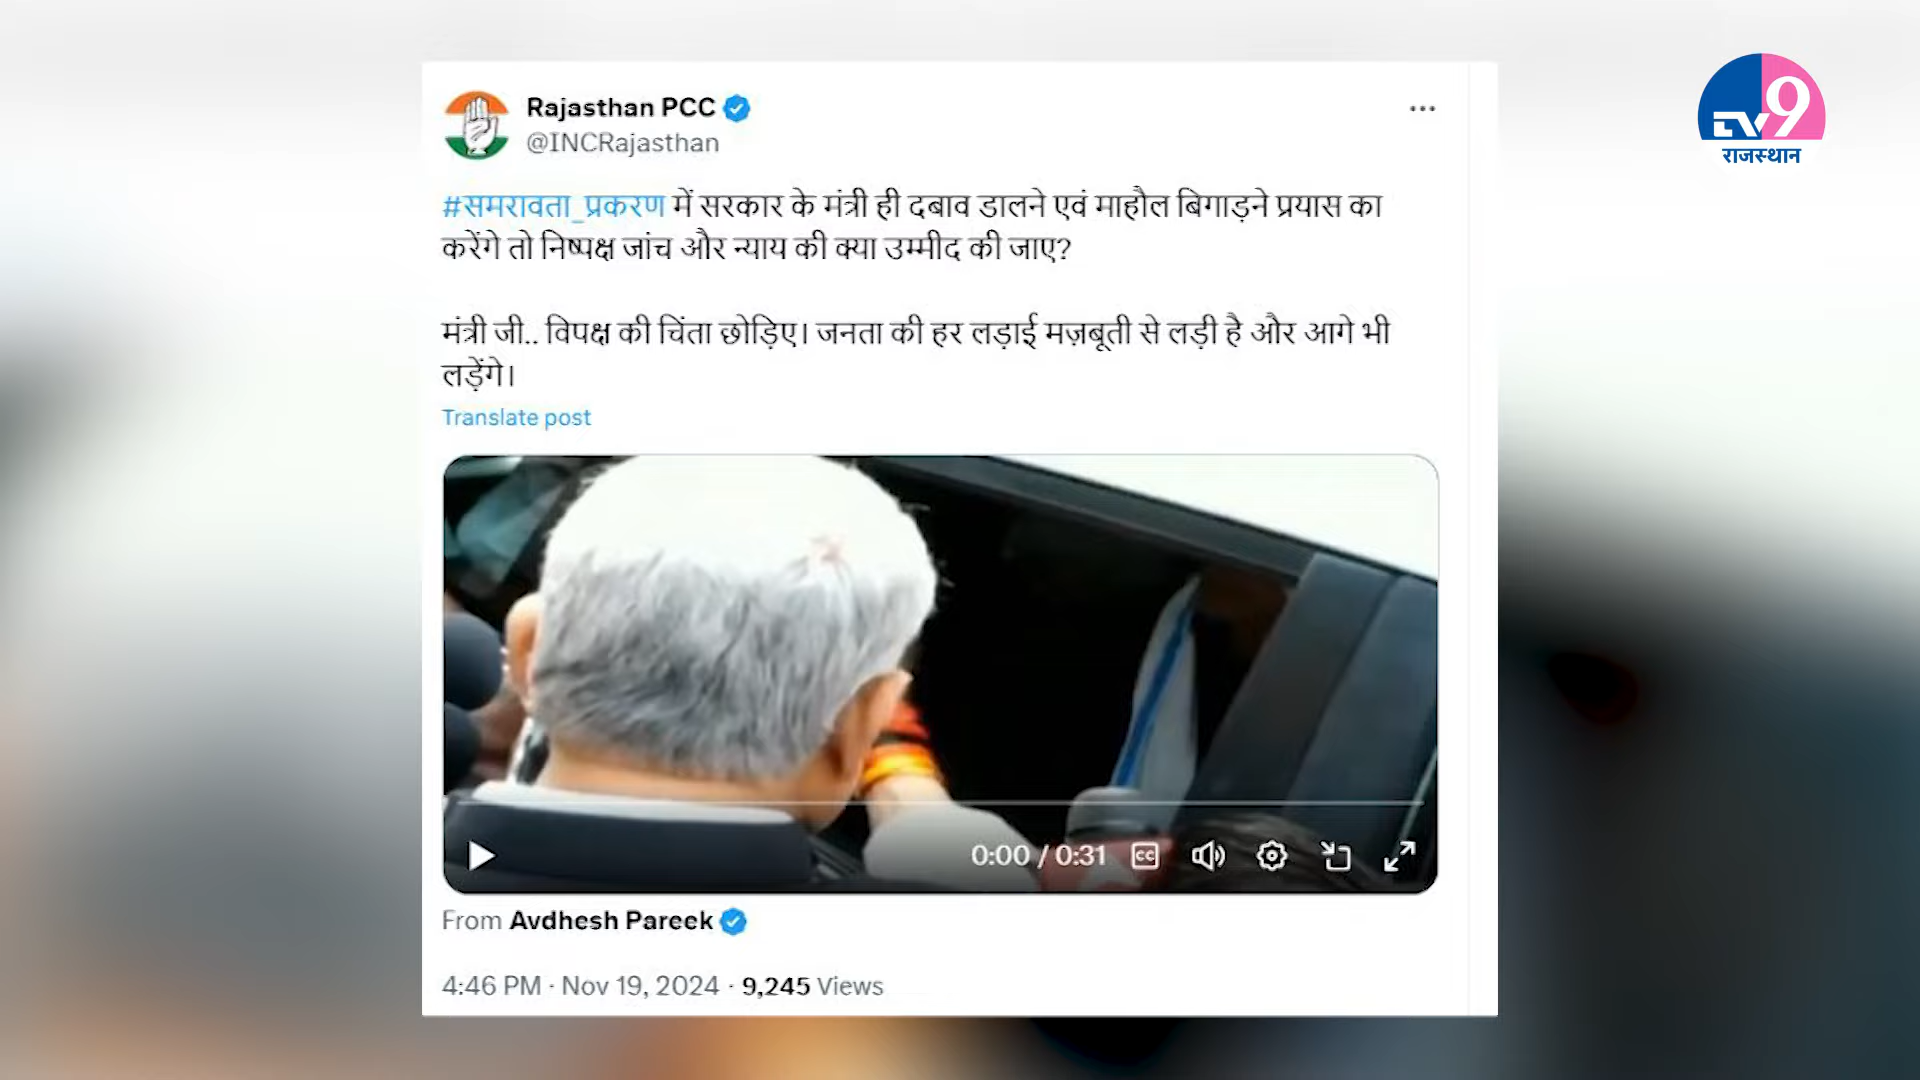 Rajasthan PCC
@INCRajasthan
#समरावता_प्रकरण में सरकार के मंत्री ही दबाव डालने एवं माहौल बिगाड़ने प्रयास का
करेंगे तो निष्पक्ष जांच और न्याय की क्या उम्मीद की जाए?
मंत्री जी.. विपक्ष की चिंता छोड़िए। जनता की हर लड़ाई मज़बूती से लड़ी है और आगे भी
लड़ेंगे।
Translate post
0:00 / 0:31
CC
From Avdhesh Pareek
4:46 PM · Nov 19, 2024 · 9,245 Views
TV9
राजस्थान